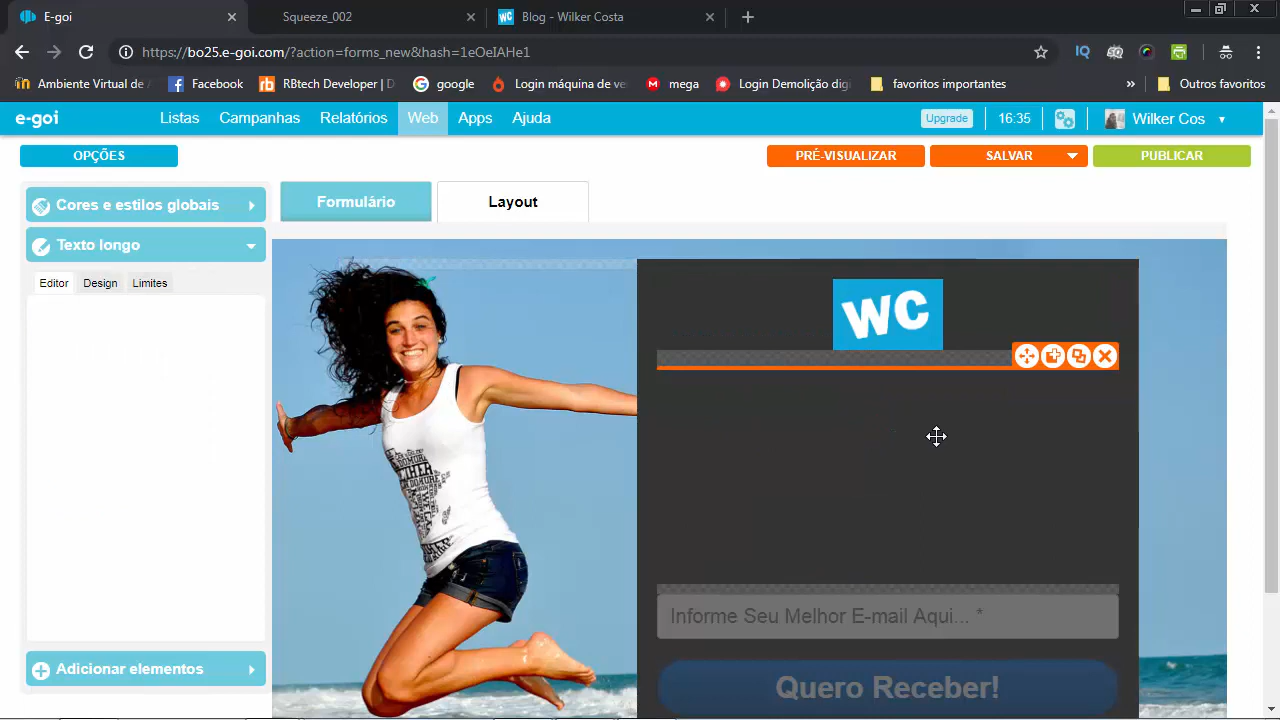 E-goi
Squeeze_002
Blog - Wilker Costa
https://bo25.e-goi.com/?action=forms_new&hash=1eOeIAHe1
Ambiente Virtual de A
Facebook
RBtech Developer | D
google
Login máquina de ve
mega
Login Demolição digi
favoritos importantes
Outros favoritos
e-goi
Listas
Campanhas
Relatórios
Web
Apps
Ajuda
Upgrade
16:35
Wilker Cos
OPÇÕES
PRÉ-VISUALIZAR
SALVAR
PUBLICAR
Cores e estilos globais
Formulário
Layout
Texto longo
Editor
Design
Limites
WC
Informe Seu Melhor E-mail Aqui... *
Adicionar elementos
Quero Receber!